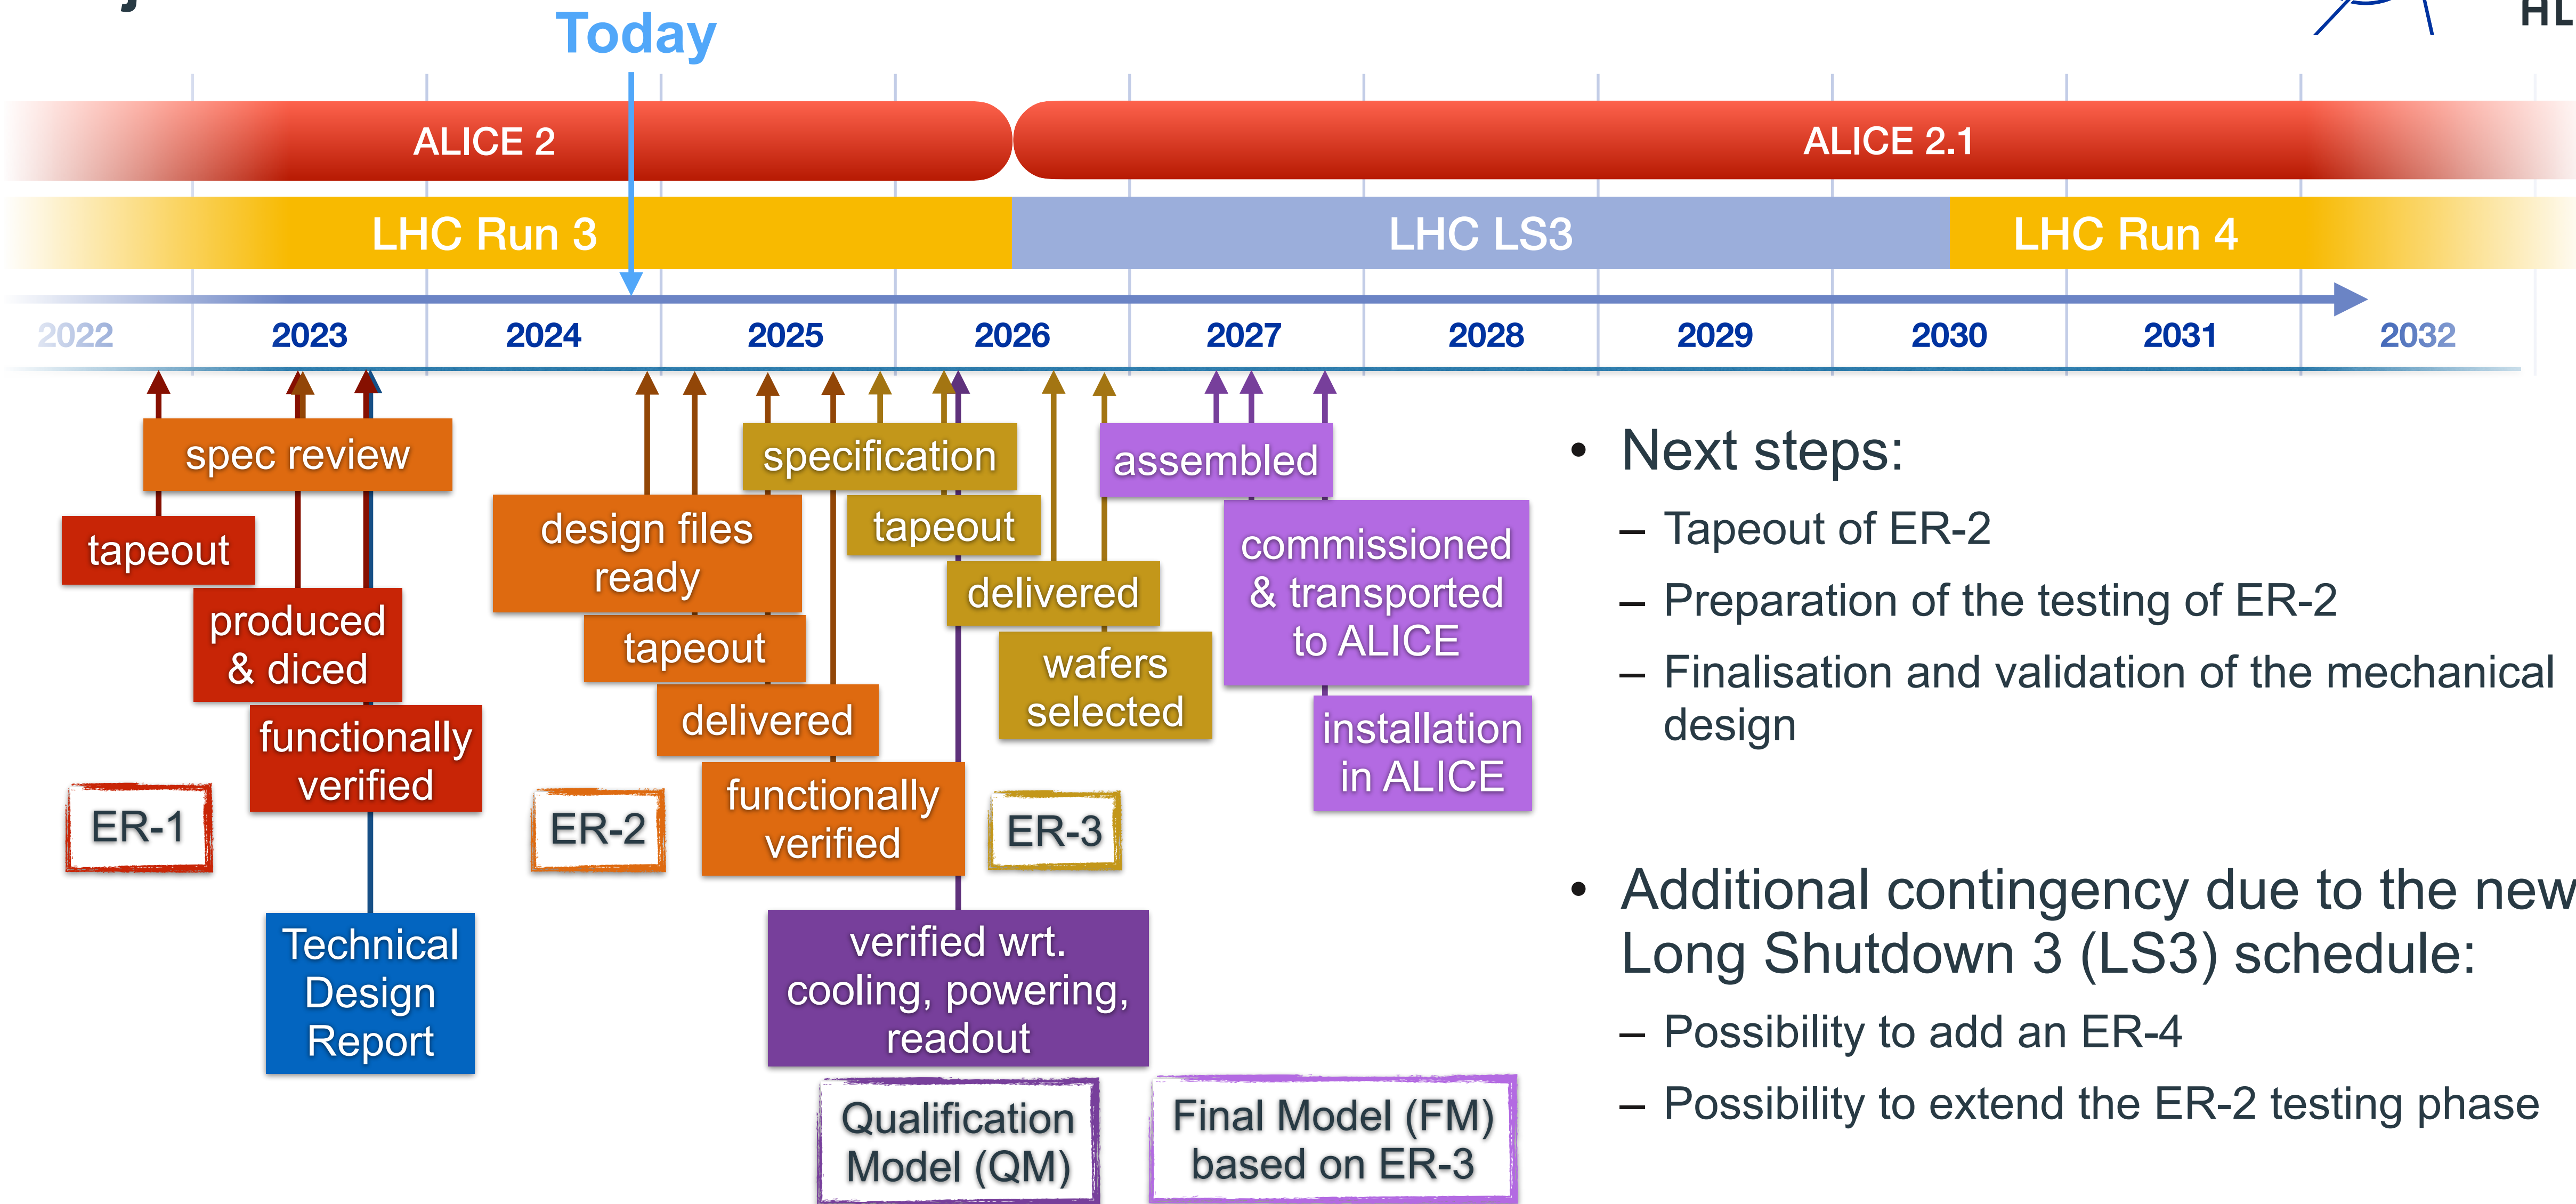 Today
HL
ALICE 2
ALICE 2.1
LHC Run 3
LHC LS3
LHC Run 4
2022
2023
2024
2025
2026
2027
2028
2029
2030
2031
2032
spec review
tapeout
produced
& diced
functionally
verified
ER-1
Technical
Design
Report
design files
ready
tapeout
delivered
functionally
verified
ER-2
specification
tapeout
delivered
wafers
selected
ER-3
verified wrt.
cooling, powering,
readout
Qualification
Model (QM)
assembled
commissioned
& transported
to ALICE
installation
in ALICE
Final Model (FM)
based on ER-3
• Next steps:
– Tapeout of ER-2
– Preparation of the testing of ER-2
– Finalisation and validation of the mechanical
design
• Additional contingency due to the new
Long Shutdown 3 (LS3) schedule:
– Possibility to add an ER-4
– Possibility to extend the ER-2 testing phase